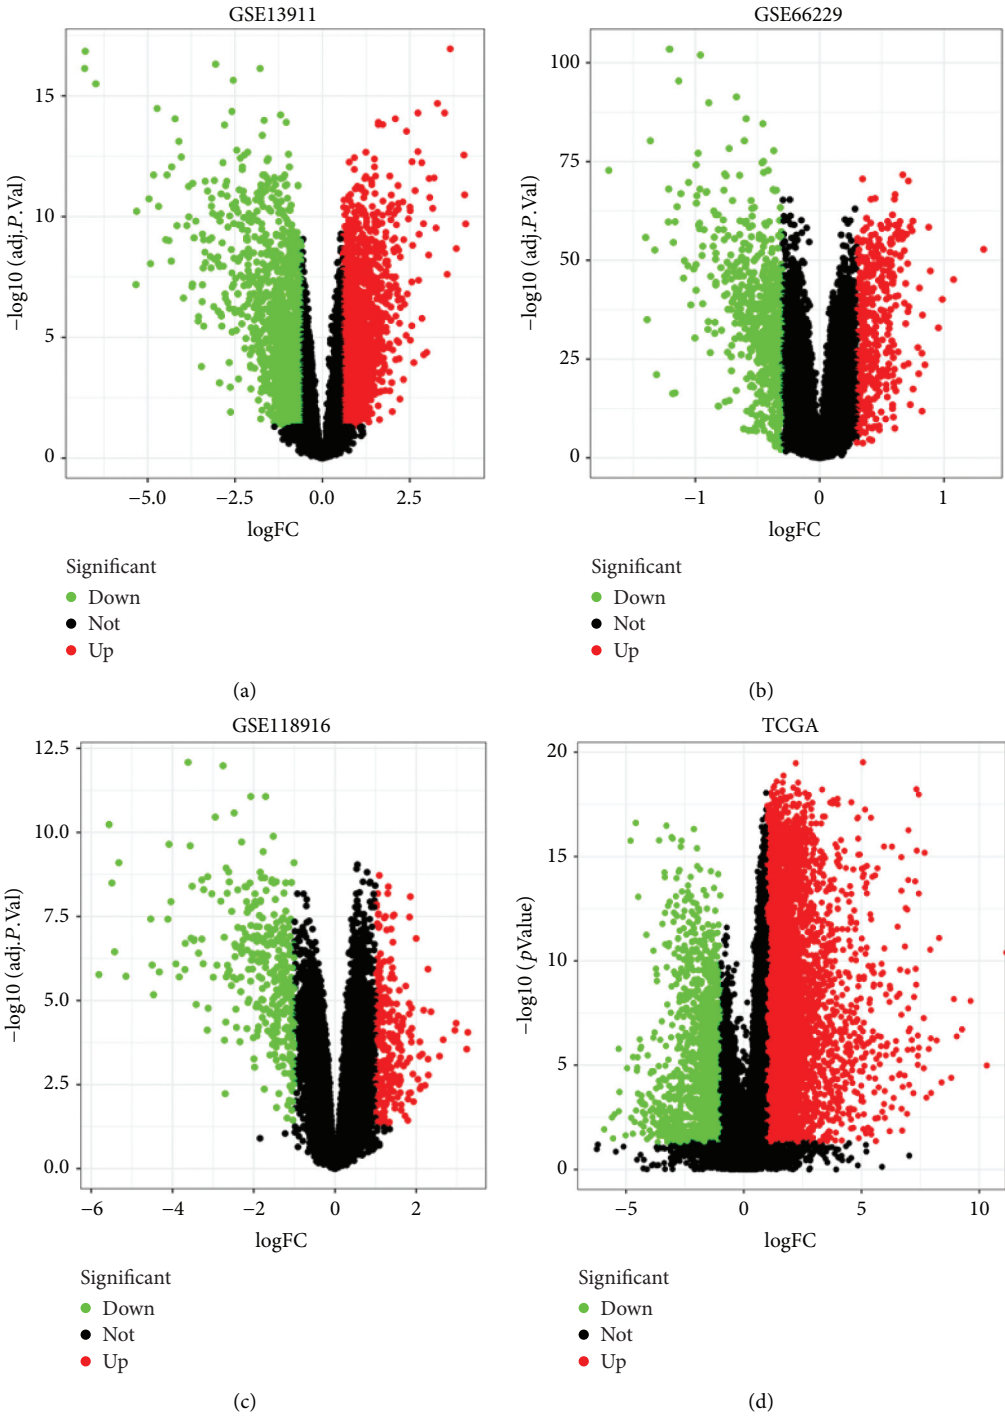 GSE13911
−log10 (adj.P.Val)
15
10
5
0
−5.0 −2.5 0.0 2.5
logFC
Significant
Down
Not
Up
(a)
GSE66229
−log10 (adj.P.Val)
100
75
50
25
0
−1 0 1
logFC
Significant
Down
Not
Up
(b)
GSE118916
−log10 (adj.P.Val)
12.5
10.0
7.5
5.0
2.5
0.0
−6 −4 −2 0 2
logFC
Significant
Down
Not
Up
(c)
TCGA
−log10 (pValue)
20
15
10
5
0
−5 0 5 10
logFC
Significant
Down
Not
Up
(d)